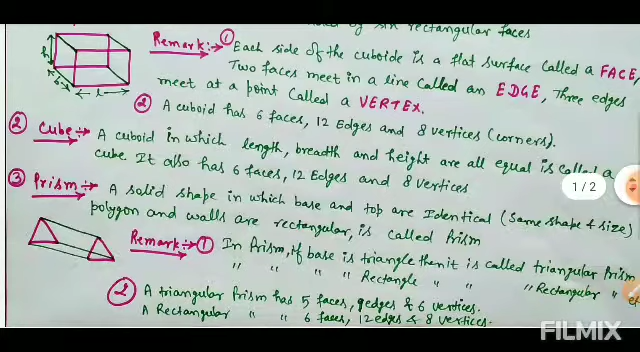 of six rectangular faces
Remark:→ ① Each side of the cuboide is a flat surface called a FACE,
Two faces meet in a line called an EDGE, Three edges
meet at a point called a VERTEX.
② A cuboid has 6 faces, 12 Edges and 8 vertices (corners).
h
b
l
② Cube:→ A cuboid in which length, breadth and height are all equal is called a
cube. It also has 6 faces, 12 Edges and 8 vertices
1/2
③ Prism:→ A solid shape in which base and top are Identical (same shape & size)
polygon and walls are rectangular, is called Prism
Remark:→ ① In Prism, if base is triangle then it is called triangular Prism
" " " " Rectangle " " " Rectangular "
② A triangular Prism has 5 faces, 9edges & 6 vertices.
A Rectangular " " 6 faces, 12 edges & 8 vertices.
FILMIX